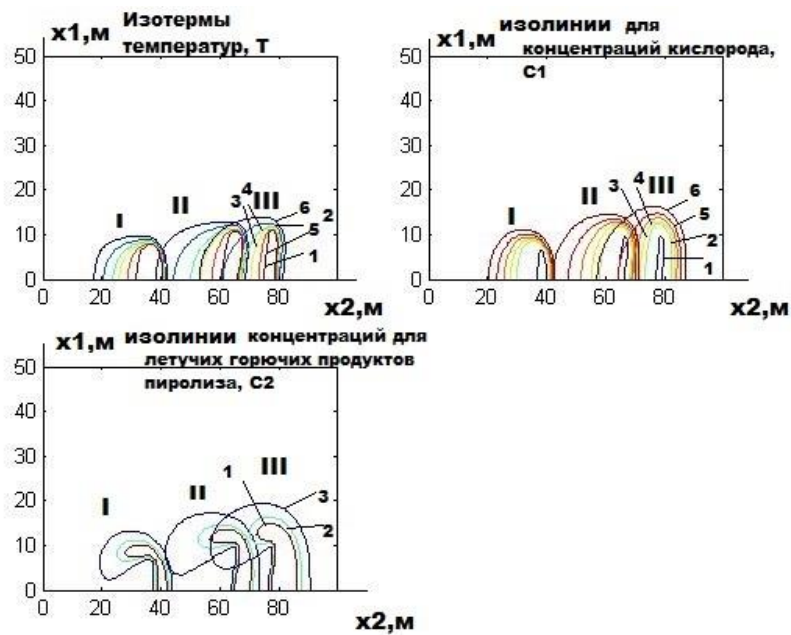 Изотермы
температур, T
x1,м
50
40
30
20
10
0
I
II
III
4
3
6
2
5
1
0
20
40
60
80
x2,м
изолинии для
концентраций кислорода,
C1
x1,м
50
40
30
20
10
0
I
II
III
4
3
6
5
2
1
0
20
40
60
80
x2,м
x1,м
изолинии концентраций для
летучих горючих продуктов
пиролиза, C2
50
40
30
20
10
0
I
II
III
1
3
2
0
20
40
60
80
x2,м